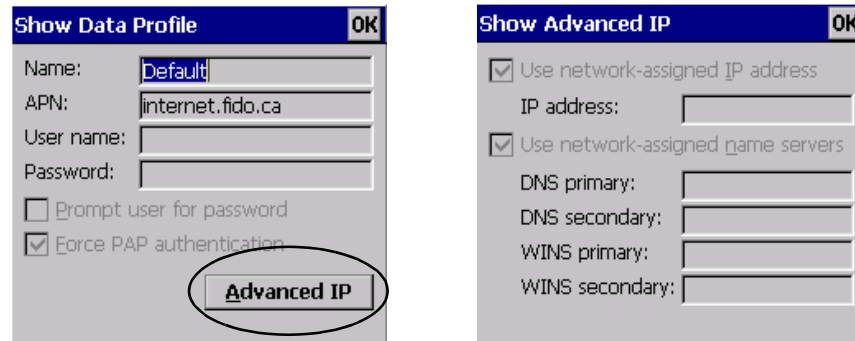 Show Data Profile OK
Name: Default
APN: internet.fido.ca
User name:
Password:
Prompt user for password
Force PAP authentication
Advanced IP
Show Advanced IP OK
Use network-assigned IP address
IP address:
Use network-assigned name servers
DNS primary:
DNS secondary:
WINS primary:
WINS secondary: